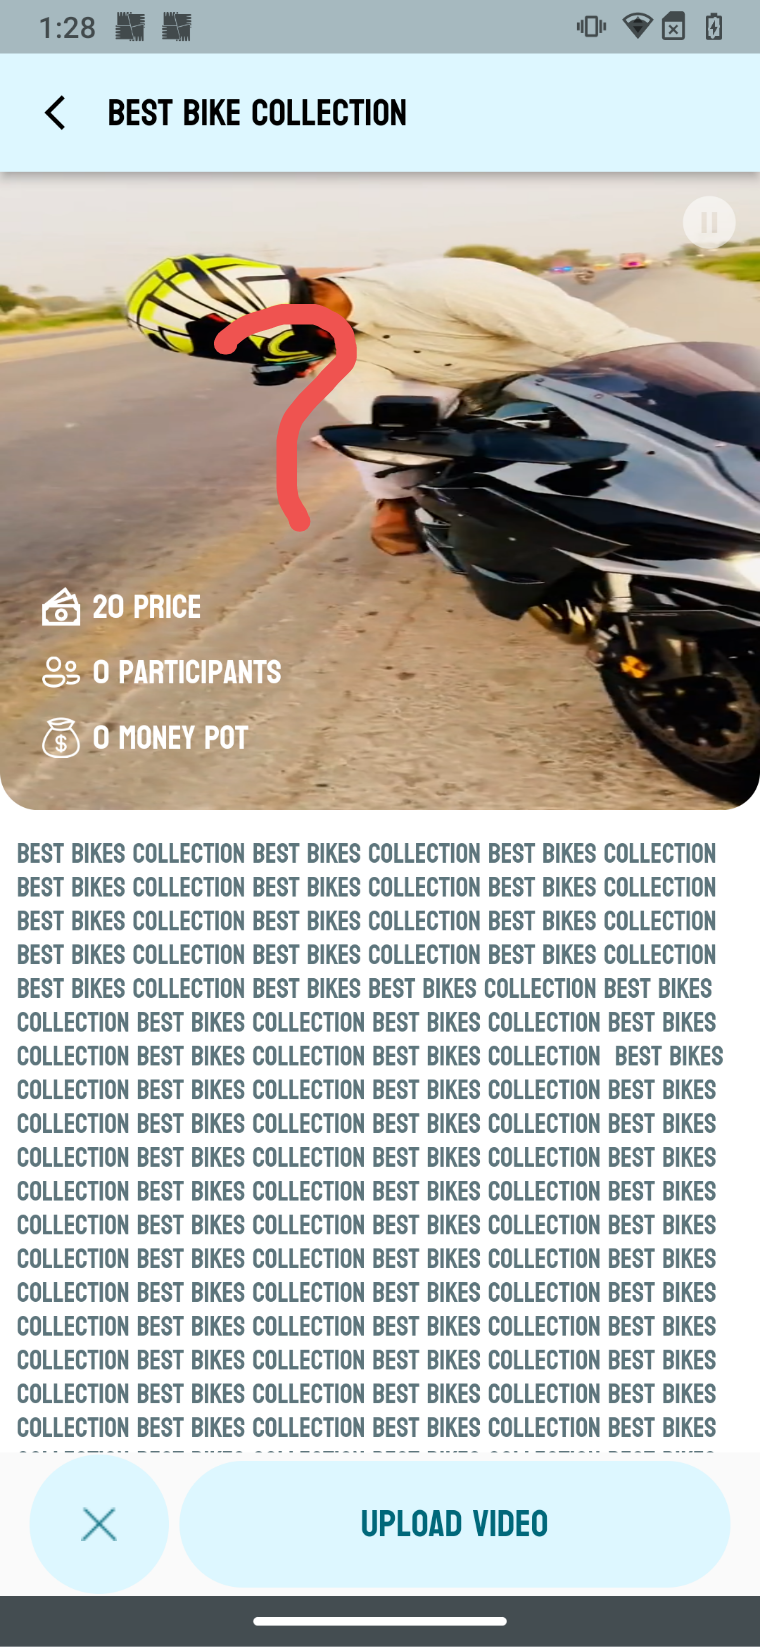 1:28
BEST BIKE COLLECTION
?
20 PRICE
0 PARTICIPANTS
0 MONEY POT
BEST BIKES COLLECTION BEST BIKES COLLECTION BEST BIKES COLLECTION
BEST BIKES COLLECTION BEST BIKES COLLECTION BEST BIKES COLLECTION
BEST BIKES COLLECTION BEST BIKES COLLECTION BEST BIKES COLLECTION
BEST BIKES COLLECTION BEST BIKES COLLECTION BEST BIKES COLLECTION
BEST BIKES COLLECTION BEST BIKES BEST BIKES COLLECTION BEST BIKES
COLLECTION BEST BIKES COLLECTION BEST BIKES COLLECTION BEST BIKES
COLLECTION BEST BIKES COLLECTION BEST BIKES COLLECTION  BEST BIKES
COLLECTION BEST BIKES COLLECTION BEST BIKES COLLECTION BEST BIKES
COLLECTION BEST BIKES COLLECTION BEST BIKES COLLECTION BEST BIKES
COLLECTION BEST BIKES COLLECTION BEST BIKES COLLECTION BEST BIKES
COLLECTION BEST BIKES COLLECTION BEST BIKES COLLECTION BEST BIKES
COLLECTION BEST BIKES COLLECTION BEST BIKES COLLECTION BEST BIKES
COLLECTION BEST BIKES COLLECTION BEST BIKES COLLECTION BEST BIKES
COLLECTION BEST BIKES COLLECTION BEST BIKES COLLECTION BEST BIKES
COLLECTION BEST BIKES COLLECTION BEST BIKES COLLECTION BEST BIKES
COLLECTION BEST BIKES COLLECTION BEST BIKES COLLECTION BEST BIKES
COLLECTION BEST BIKES COLLECTION BEST BIKES COLLECTION BEST BIKES
COLLECTION BEST BIKES COLLECTION BEST BIKES COLLECTION BEST BIKES
UPLOAD VIDEO